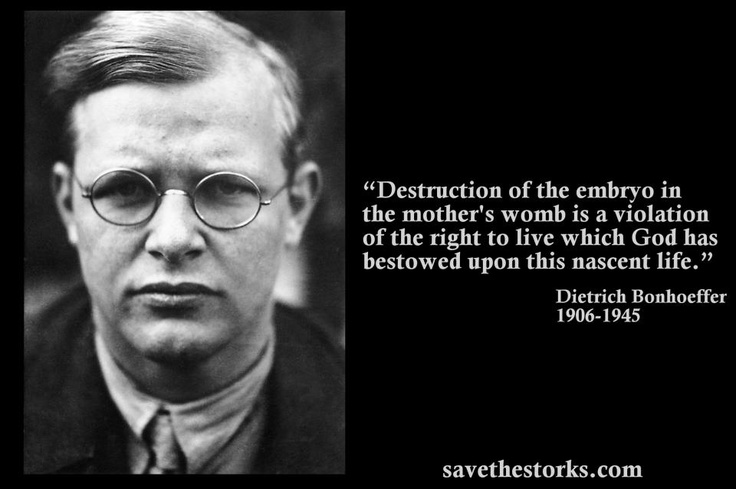 “Destruction of the embryo in
the mother's womb is a violation
of the right to live which God has
bestowed upon this nascent life.”
Dietrich Bonhoeffer
1906-1945
savethestorks.com